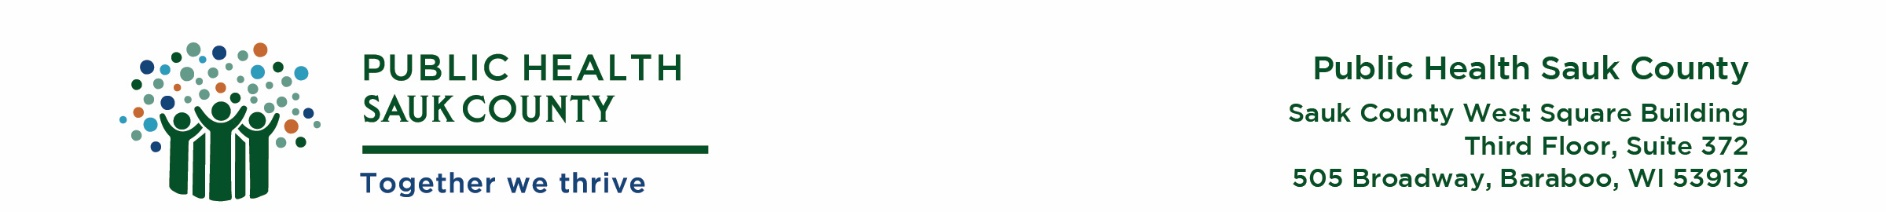 PUBLIC HEALTH
SAUK COUNTY
Together we thrive
Public Health Sauk County
Sauk County West Square Building
Third Floor, Suite 372
505 Broadway, Baraboo, WI 53913